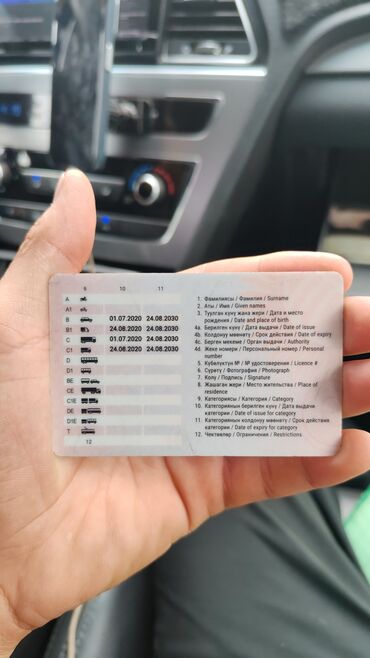 9 10 11
A
A1
B 01.07.2020 24.08.2030
B1 24.08.2020 24.08.2030
C 01.07.2020 24.08.2030
C1 24.08.2020 24.08.2030
D
D1
BE
CE
C1E
DE
D1E
T
12
1. Фамилиясы / Фамилия / Surname
2. Аты / Имя / Given names
3. Туулган күнү жана жери / Дата и место
рождения / Date and place of birth
4a. Берилген күнү / Дата выдачи / Date of issue
4b. Колдонуу мөөнөтү / Срок действия / Date of expiry
4c. Берген мекеме / Орган выдачи / Authority
4d. Жеке номери / Персональный номер / Personal
number
5. Күбөлүктүн № / № удостоверения / Licence #
6. Сүрөтү / Фотография / Photograph
7. Колу / Подпись / Signature
8. Жашаган жери / Место жительства / Place of
residence
9. Категориясы / Категория / Category
10. Категориянын берилген күнү / Дата выдачи
категории / Date of issue for category
11. Категориянын колдонуу мөөнөтү / Срок действия
категории / Date of expiry for category
12. Чектөөлөр / Ограничения / Restrictions